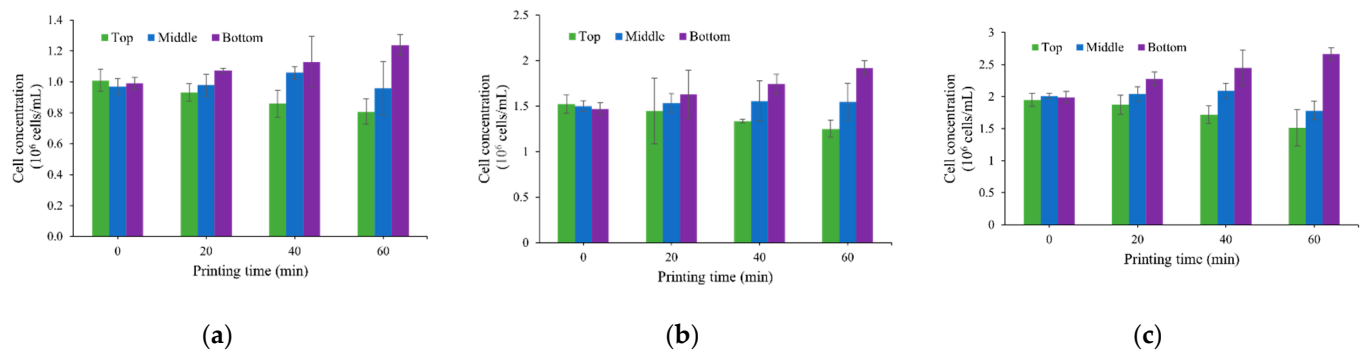 1.4
1.2
1.0
0.8
0.6
0.4
0.2
0.0
Top Middle Bottom
Cell concentration
(10⁶ cells/mL)
0 20 40 60
Printing time (min)
(a)
2.5
2
1.5
1
0.5
0
Top Middle Bottom
Cell concentration
(10⁶ cells/mL)
0 20 40 60
Printing time (min)
(b)
3
2.5
2
1.5
1
0.5
0
Top Middle Bottom
Cell concentration
(10⁶ cells/mL)
0 20 40 60
Printing time (min)
(c)